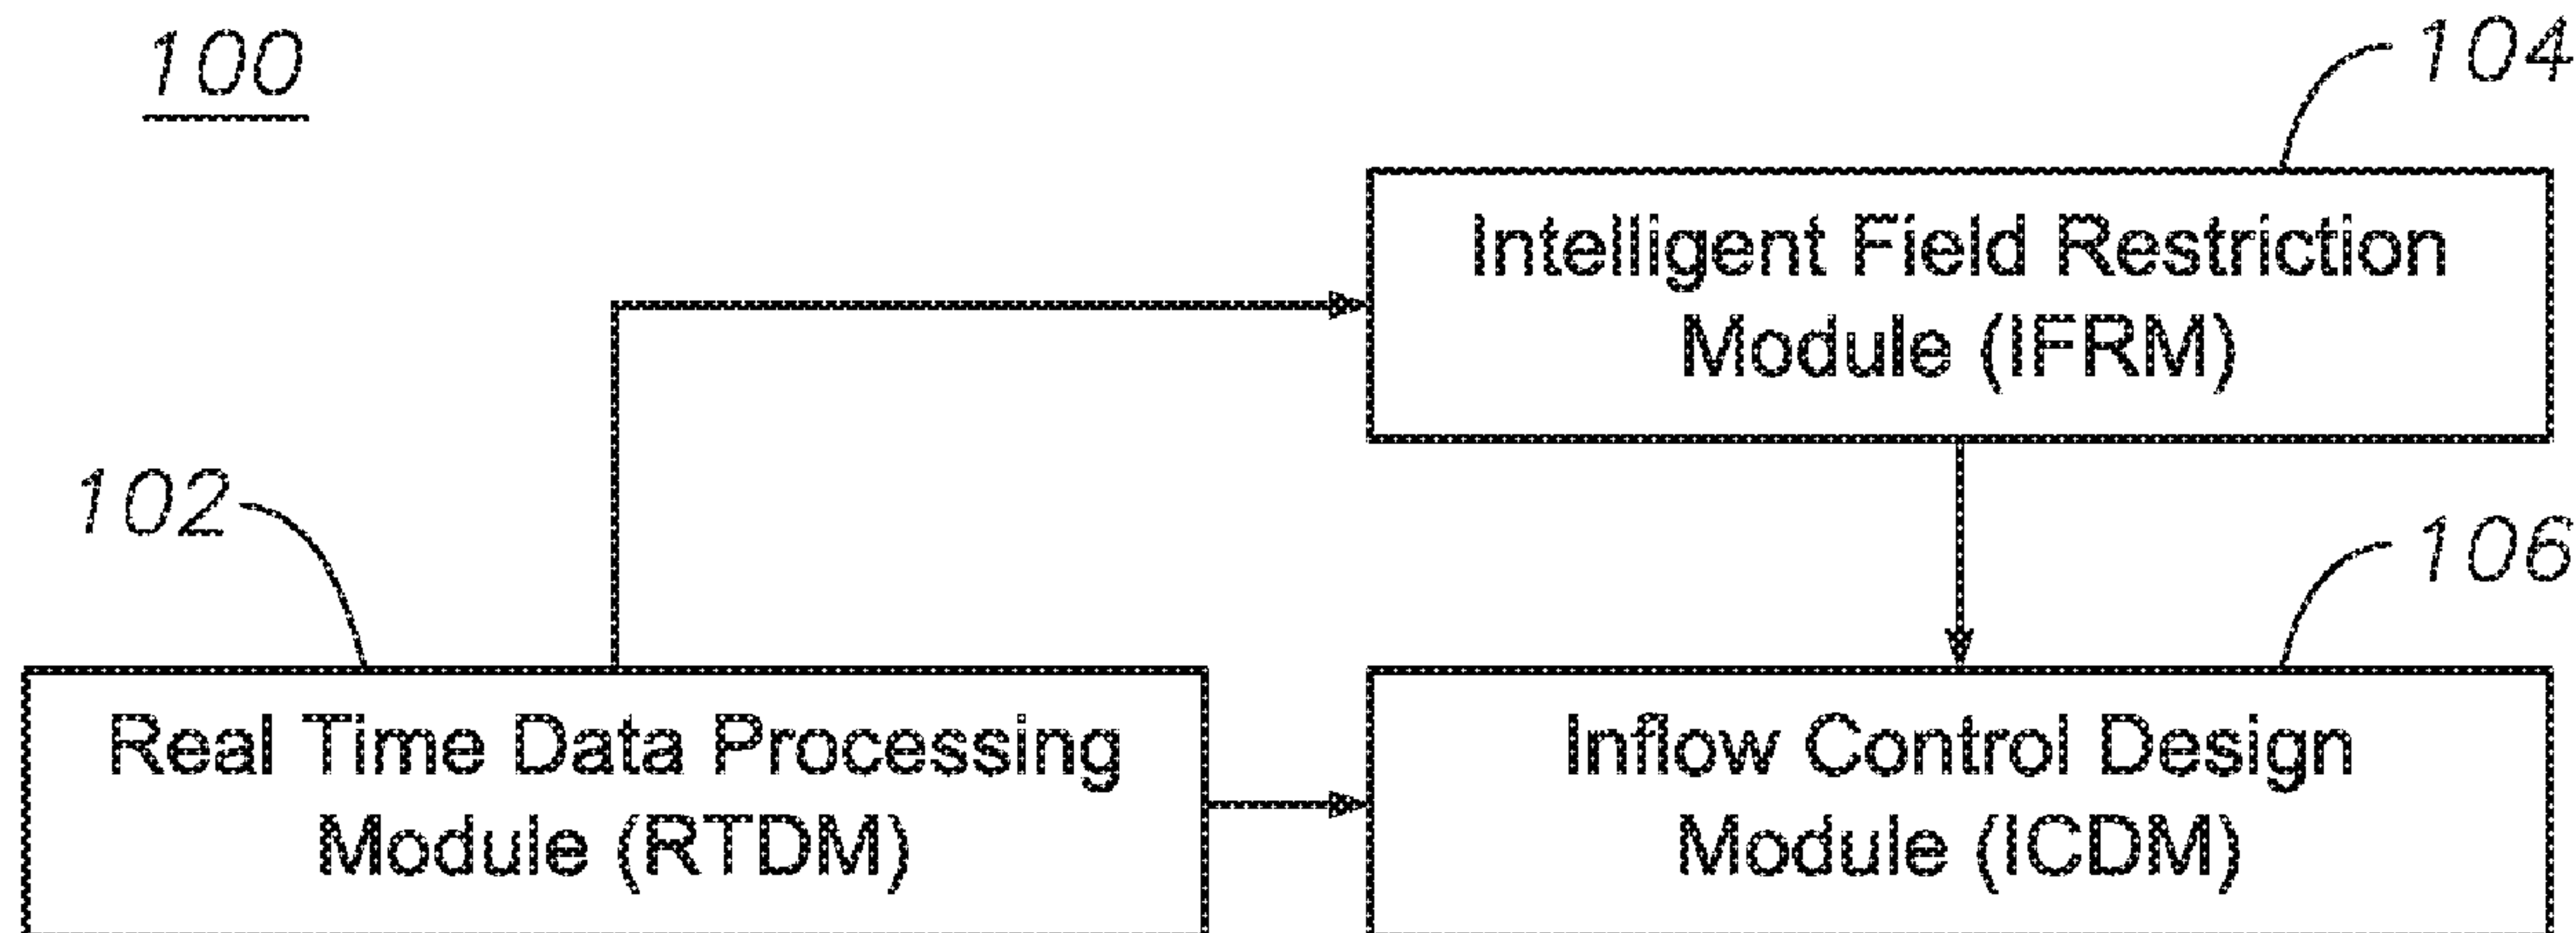 100
104
Intelligent Field Restriction
Module (IFRM)
102
106
Real Time Data Processing
Module (RTDM)
Inflow Control Design
Module (ICDM)